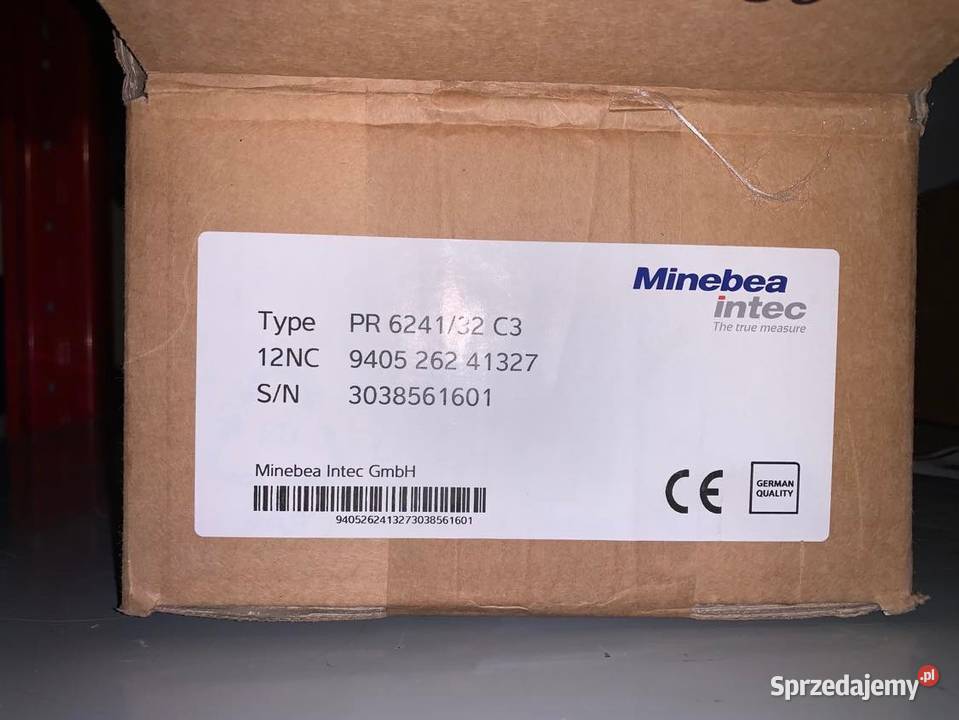 Minebea
intec
The true measure
Type PR 6241/32 C3
12NC 9405 262 41327
S/N 3038561601
Minebea Intec GmbH
9405262413273038561601
CE
GERMAN
QUALITY
Sprzedajemy.pl